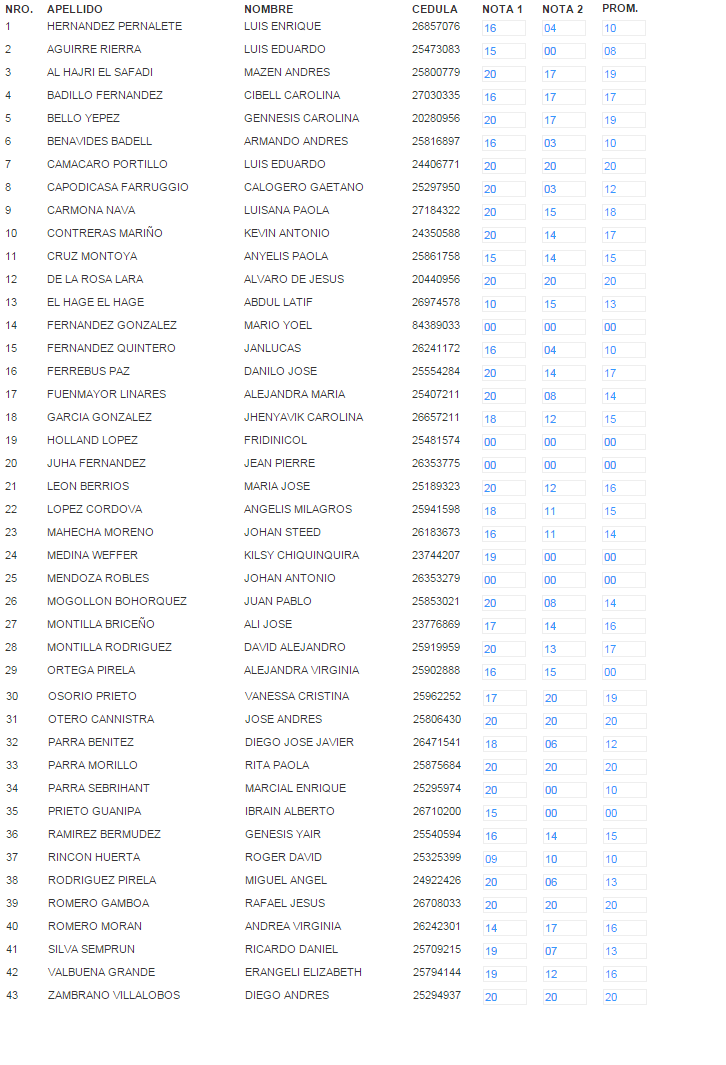 NRO. APELLIDO NOMBRE CEDULA NOTA 1 NOTA 2 PROM.
1 HERNANDEZ PERNALETE LUIS ENRIQUE 26857076 16 04 10
2 AGUIRRE RIERRA LUIS EDUARDO 25473083 15 00 08
3 AL HAJRI EL SAFADI MAZEN ANDRES 25800779 20 17 19
4 BADILLO FERNANDEZ CIBELL CAROLINA 27030335 16 17 17
5 BELLO YEPEZ GENNESIS CAROLINA 20280956 20 17 19
6 BENAVIDES BADELL ARMANDO ANDRES 25816897 16 03 10
7 CAMACARO PORTILLO LUIS EDUARDO 24406771 20 20 20
8 CAPODICASA FARRUGGIO CALOGERO GAETANO 25297950 20 03 12
9 CARMONA NAVA LUISANA PAOLA 27184322 20 15 18
10 CONTRERAS MARIÑO KEVIN ANTONIO 24350588 20 14 17
11 CRUZ MONTOYA ANYELIS PAOLA 25861758 15 14 15
12 DE LA ROSA LARA ALVARO DE JESUS 20440956 20 20 20
13 EL HAGE EL HAGE ABDUL LATIF 26974578 10 15 13
14 FERNANDEZ GONZALEZ MARIO YOEL 84389033 00 00 00
15 FERNANDEZ QUINTERO JANLUCAS 26241172 16 04 10
16 FERREBUS PAZ DANILO JOSE 25554284 20 14 17
17 FUENMAYOR LINARES ALEJANDRA MARIA 25407211 20 08 14
18 GARCIA GONZALEZ JHENYAVIK CAROLINA 26657211 18 12 15
19 HOLLAND LOPEZ FRIDINICOL 25481574 00 00 00
20 JUHA FERNANDEZ JEAN PIERRE 26353775 00 00 00
21 LEON BERRIOS MARIA JOSE 25189323 20 12 16
22 LOPEZ CORDOVA ANGELIS MILAGROS 25941598 18 11 15
23 MAHECHA MORENO JOHAN STEED 26183673 16 11 14
24 MEDINA WEFFER KILSY CHIQUINQUIRA 23744207 19 00 00
25 MENDOZA ROBLES JOHAN ANTONIO 26353279 00 00 00
26 MOGOLLON BOHORQUEZ JUAN PABLO 25853021 20 08 14
27 MONTILLA BRICEÑO ALI JOSE 23776869 17 14 16
28 MONTILLA RODRIGUEZ DAVID ALEJANDRO 25919959 20 13 17
29 ORTEGA PIRELA ALEJANDRA VIRGINIA 25902888 16 15 00
30 OSORIO PRIETO VANESSA CRISTINA 25962252 17 20 19
31 OTERO CANNISTRA JOSE ANDRES 25806430 20 20 20
32 PARRA BENITEZ DIEGO JOSE JAVIER 26471541 18 06 12
33 PARRA MORILLO RITA PAOLA 25875684 20 20 20
34 PARRA SEBRIHANT MARCIAL ENRIQUE 25295974 20 00 10
35 PRIETO GUANIPA IBRAIN ALBERTO 26710200 15 00 00
36 RAMIREZ BERMUDEZ GENESIS YAIR 25540594 16 14 15
37 RINCON HUERTA ROGER DAVID 25325399 09 10 10
38 RODRIGUEZ PIRELA MIGUEL ANGEL 24922426 20 06 13
39 ROMERO GAMBOA RAFAEL JESUS 26708033 20 20 20
40 ROMERO MORAN ANDREA VIRGINIA 26242301 14 17 16
41 SILVA SEMPRUN RICARDO DANIEL 25709215 19 07 13
42 VALBUENA GRANDE ERANGELI ELIZABETH 25794144 19 12 16
43 ZAMBRANO VILLALOBOS DIEGO ANDRES 25294937 20 20 20